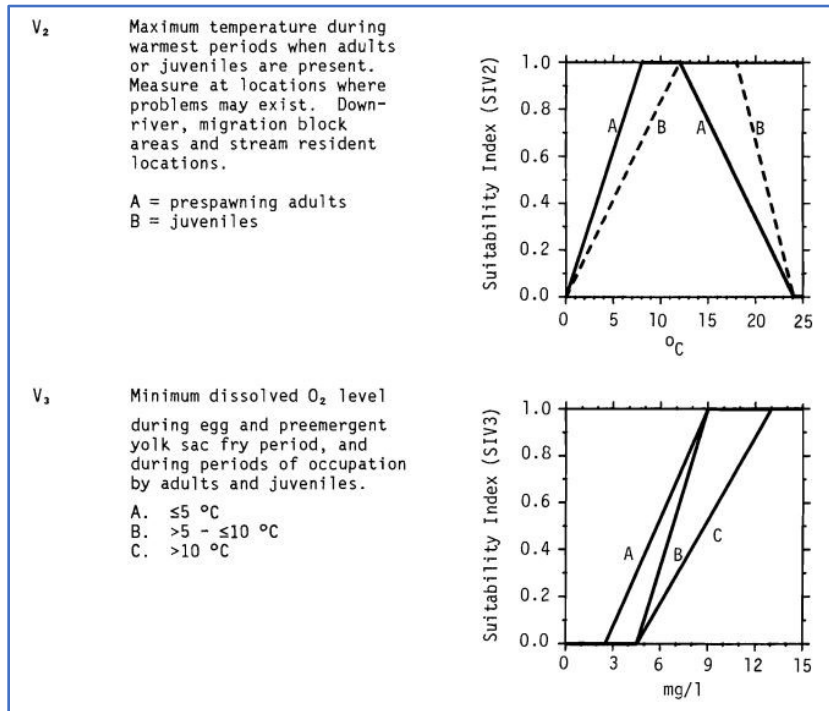 V₂
Maximum temperature during
warmest periods when adults
or juveniles are present.
Measure at locations where
problems may exist.  Down-
river, migration block
areas and stream resident
locations.
A = prespawning adults
B = juveniles
Suitability Index (SIV2)
1.0
0.8
0.6
0.4
0.2
0.0
A
B
A
B
0 5 10 15 20 25
°C
V₃
Minimum dissolved O₂ level
during egg and preemergent
yolk sac fry period, and
during periods of occupation
by adults and juveniles.
A. ≤5 °C
B. >5 - ≤10 °C
C. >10 °C
Suitability Index (SIV3)
1.0
0.8
0.6
0.4
0.2
0.0
A
B
C
0 3 6 9 12 15
mg/l